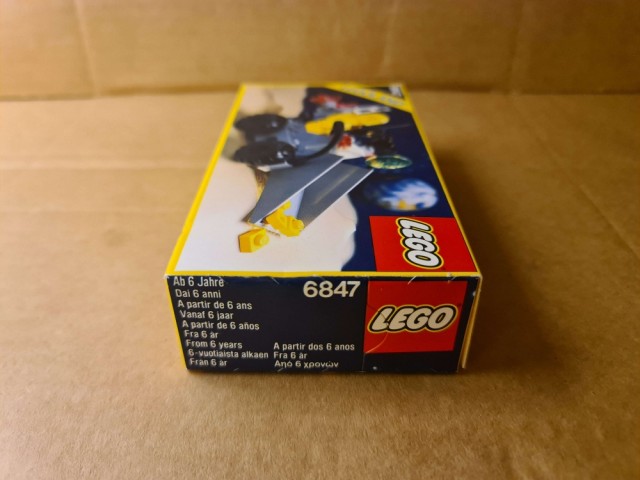 LEGO
Ab 6 Jahre
Dai 6 anni
A partir de 6 ans
Vanaf 6 jaar
A partir de 6 años
Fra 6 år
From 6 years
6-vuotiaista alkaen
Från 6 år
A partir dos 6 anos
Fra 6 år
Από 6 χρονών
6847
LEGO